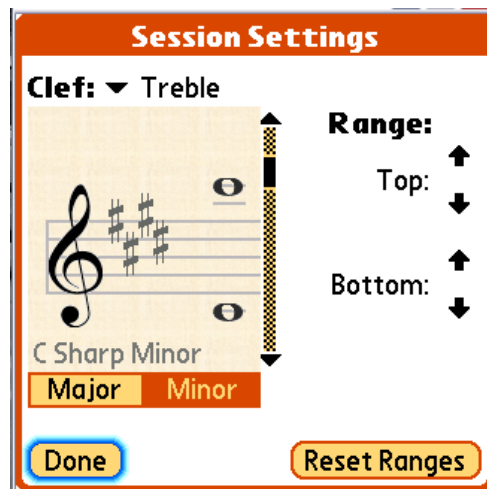 Session Settings
Clef: Treble
Range:
Top:
Bottom:
C Sharp Minor
Major Minor
Done
Reset Ranges